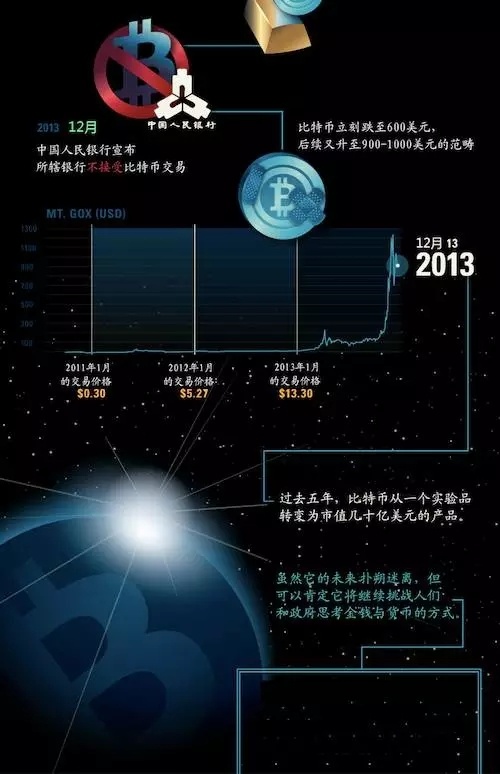 中国人民银行
2013 12月
中国人民银行宣布
所辖银行不接受比特币交易
比特币立刻跌至600美元,
后续又升至900-1000美元的范畴
MT. GOX (USD)
1300
1100
900
700
500
300
100
12月 13
2013
2011年1月
的交易价格
$0.30
2012年1月
的交易价格:
$5.27
2013年1月
的交易价格
$13.30
过去五年,比特币从一个实验品
转变为市值几十亿美元的产品。
虽然它的未来扑朔迷离,但
可以肯定它将继续挑战人们
和政府思考金钱与货币的方式。